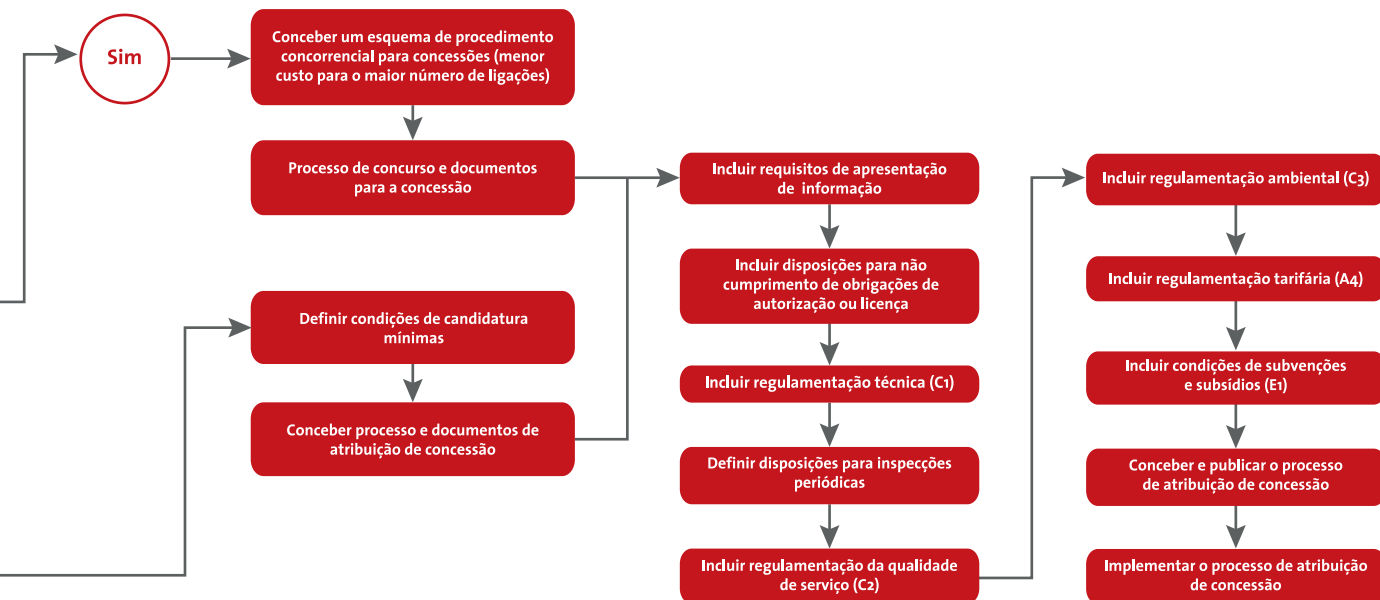 Sim
Conceber um esquema de procedimento
concorrencial para concessões (menor
custo para o maior número de ligações)
Processo de concurso e documentos
para a concessão
Definir condições de candidatura
mínimas
Conceber processo e documentos de
atribuição de concessão
Incluir requisitos de apresentação
de informação
Incluir disposições para não
cumprimento de obrigações de
autorização ou licença
Incluir regulamentação técnica (C1)
Definir disposições para inspecções
periódicas
Incluir regulamentação da qualidade
de serviço (C2)
Incluir regulamentação ambiental (C3)
Incluir regulamentação tarifária (A4)
Incluir condições de subvenções
e subsídios (E1)
Conceber e publicar o processo
de atribuição de concessão
Implementar o processo de atribuição
de concessão